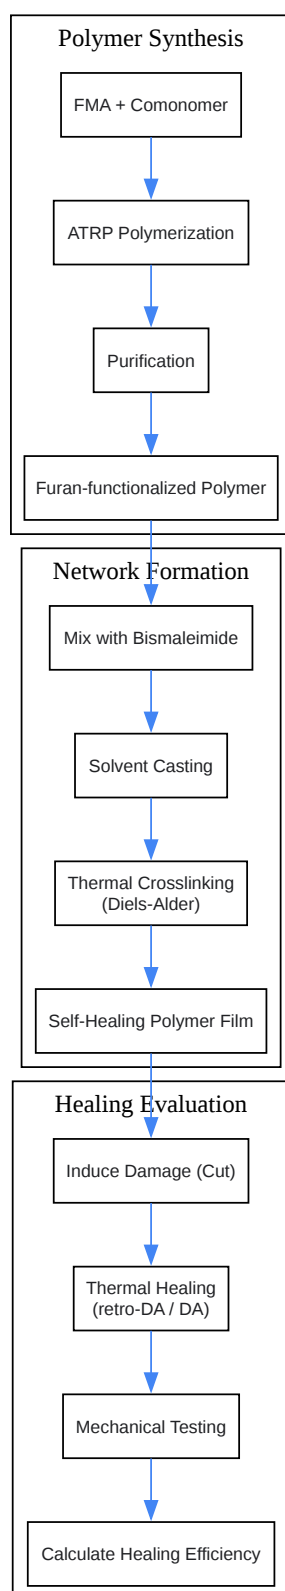 Polymer Synthesis
FMA + Comonomer
ATRP Polymerization
Purification
Furan-functionalized Polymer
Network Formation
Mix with Bismaleimide
Solvent Casting
Thermal Crosslinking
(Diels-Alder)
Self-Healing Polymer Film
Healing Evaluation
Induce Damage (Cut)
Thermal Healing
(retro-DA / DA)
Mechanical Testing
Calculate Healing Efficiency